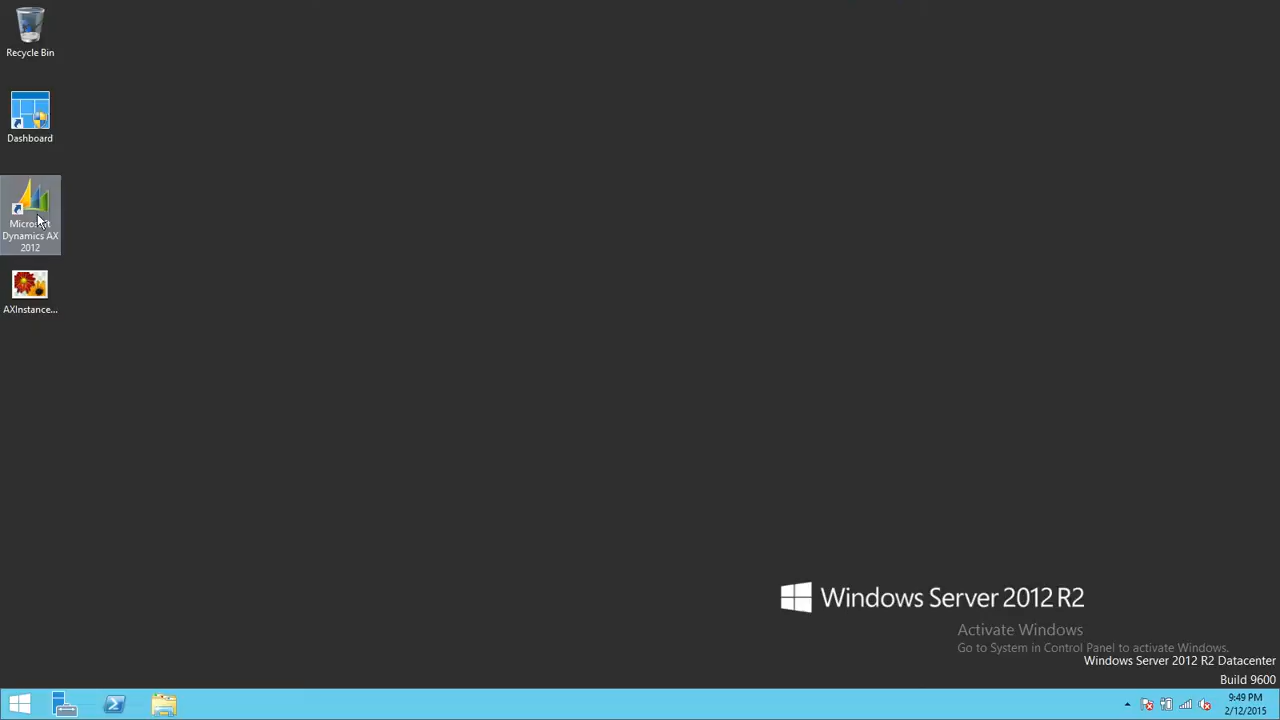 Recycle Bin
Dashboard
Microsoft
Dynamics AX
2012
AXInstance...
Windows Server 2012 R2
Activate Windows
Go to System in Control Panel to activate Windows.
Windows Server 2012 R2 Datacenter
Build 9600
9:49 PM
2/12/2015